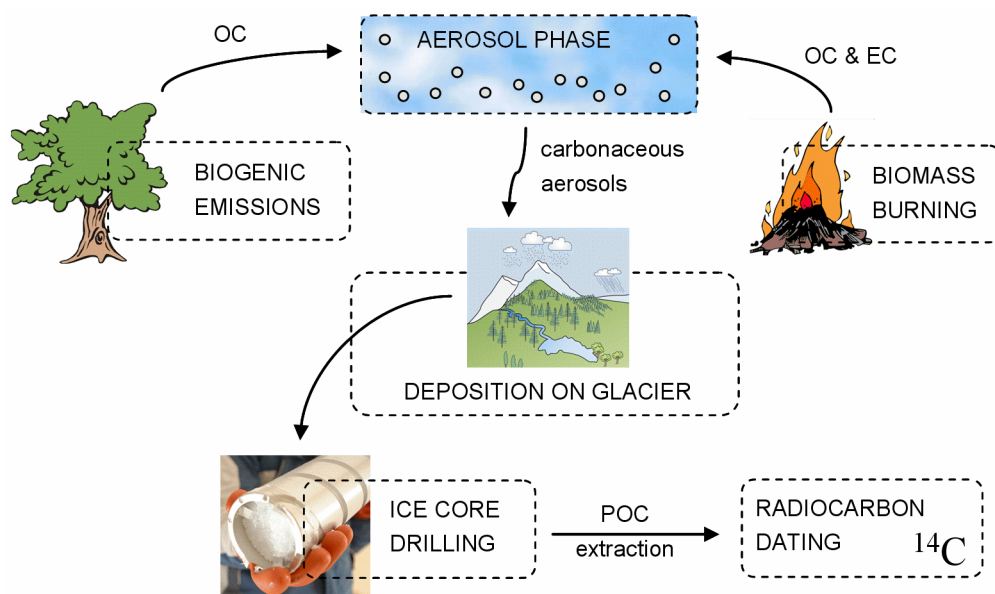 OC
AEROSOL PHASE
OC & EC
BIOGENIC
EMISSIONS
carbonaceous
aerosols
BIOMASS
BURNING
DEPOSITION ON GLACIER
ICE CORE
DRILLING
POC
extraction
RADIOCARBON
DATING ¹⁴C